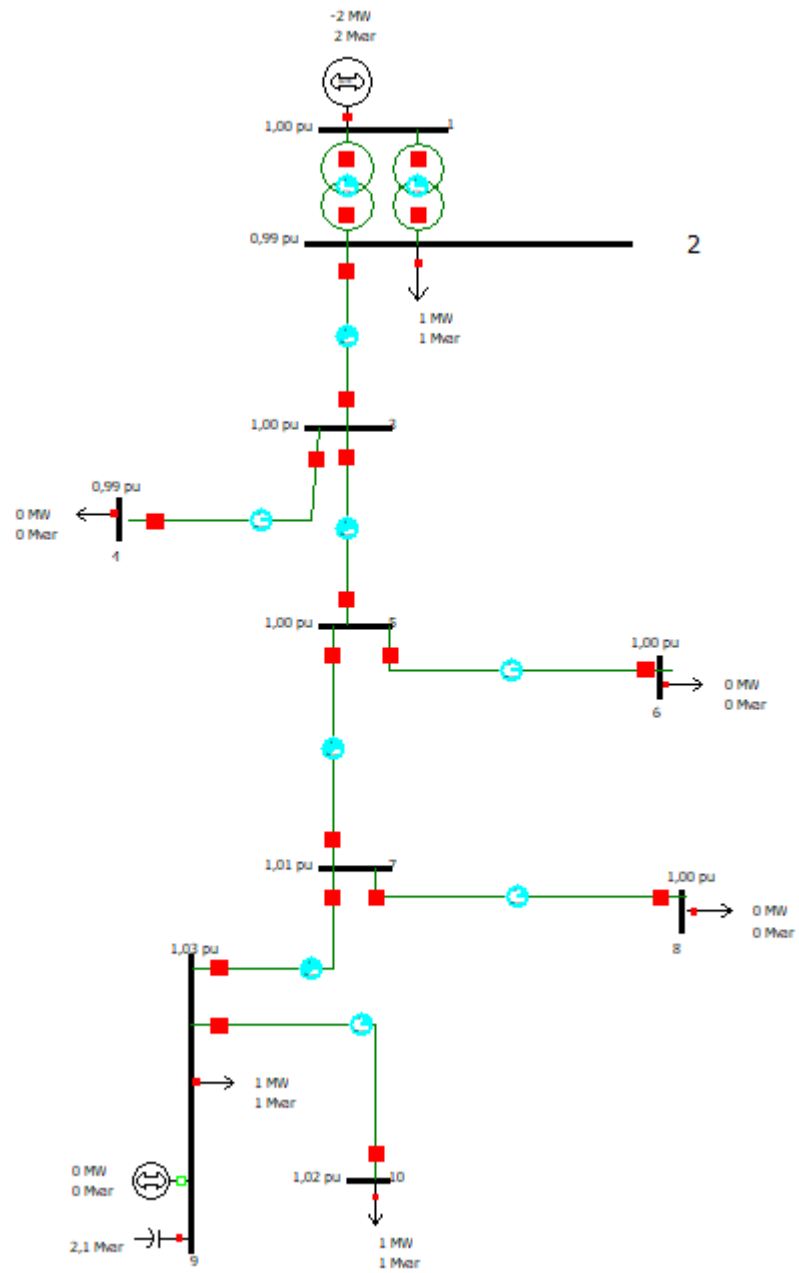 -2 MW
2 Mvar
1,00 pu
1
0,99 pu
2
1 MW
1 Mvar
1,00 pu
3
0,99 pu
0 MW
0 Mvar
4
1,00 pu
5
1,00 pu
0 MW
0 Mvar
6
1,01 pu
7
1,00 pu
0 MW
0 Mvar
8
1,03 pu
1 MW
1 Mvar
0 MW
0 Mvar
1,02 pu
10
2,1 Mvar
9
1 MW
1 Mvar